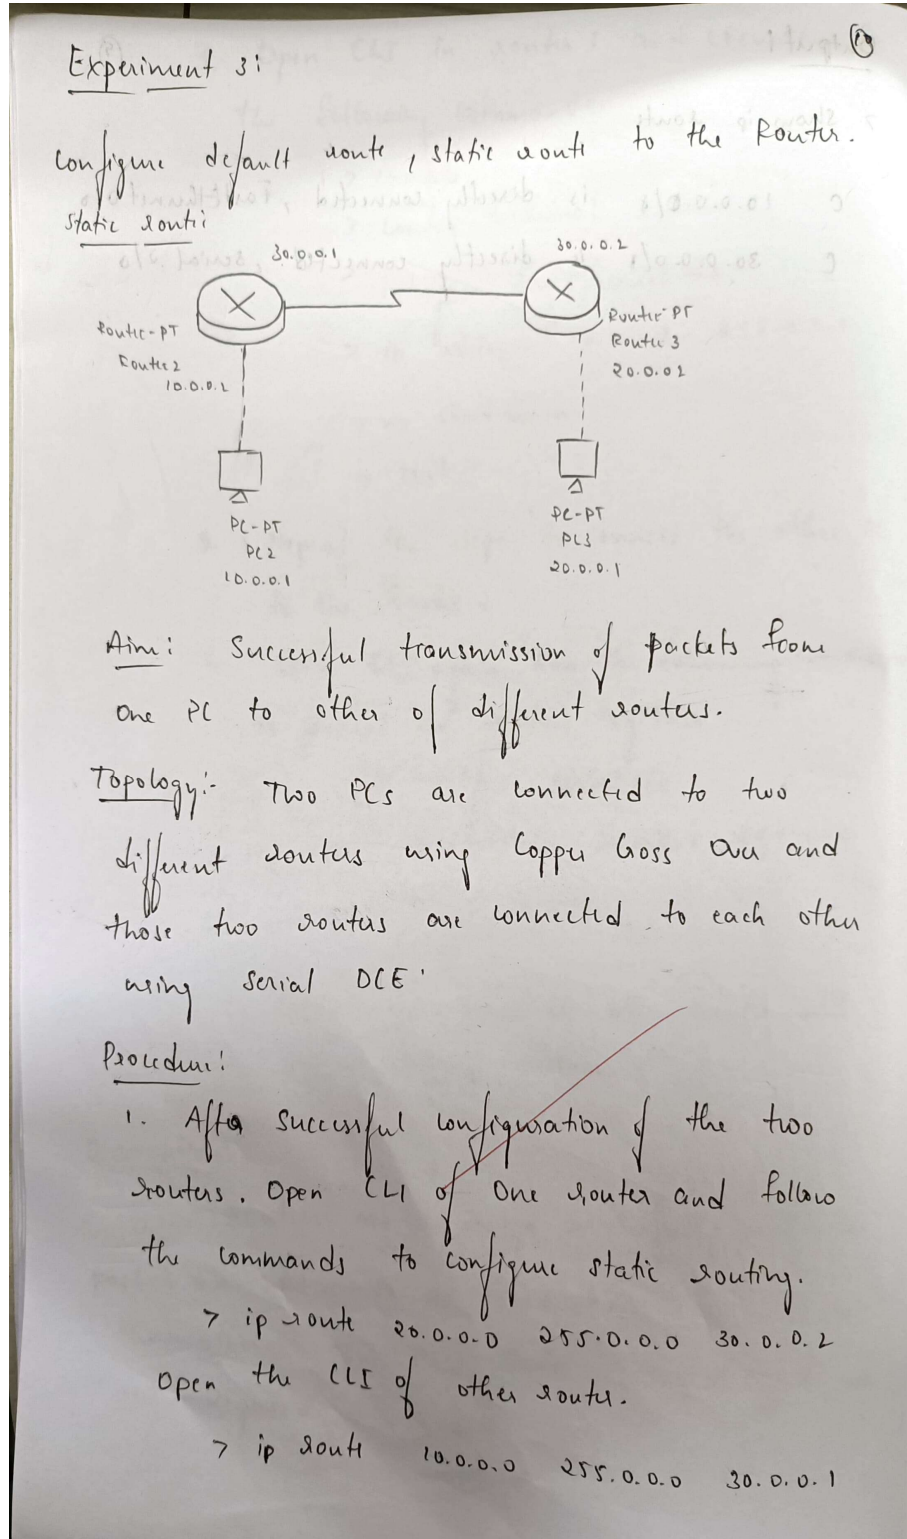 10
Experiment 3:
Configure default route, static route to the Router.
Static route:
30.0.0.1
30.0.0.2
Router-PT
Router 2
10.0.0.2
Router-PT
Router 3
20.0.02
PC-PT
PC2
10.0.0.1
PC-PT
PC3
20.0.0.1
Aim: Successful transmission of packets from
one PC to other of different routers.
Topology:- Two PCs are connected to two
different routers using Copper Cross Over and
those two routers are connected to each other
using Serial DCE.
Procedure:
1. After successful configuration of the two
routers. Open CLI of one router and follow
the commands to configure static routing.
> ip route 20.0.0.0 255.0.0.0 30.0.0.2
Open the CLI of other router.
> ip route 10.0.0.0 255.0.0.0 30.0.0.1